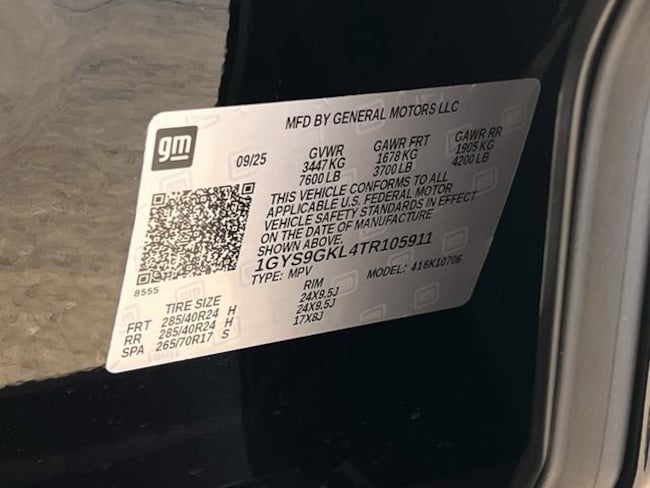 MFD BY GENERAL MOTORS LLC
gm
09/25
GVWR GAWR FRT GAWR RR
3447 KG 1678 KG 1905 KG
7600 LB 3700 LB 4200 LB
THIS VEHICLE CONFORMS TO ALL
APPLICABLE U.S. FEDERAL MOTOR
VEHICLE SAFETY STANDARDS IN EFFECT
ON THE DATE OF MANUFACTURE
SHOWN ABOVE.
1GYS9GKL4TR105911
TYPE: MPV MODEL: 416K10706
8555
TIRE SIZE RIM
FRT 285/40R24 H 24X9.5J
RR 285/40R24 H 24X9.5J
SPA 265/70R17 S 17X8J